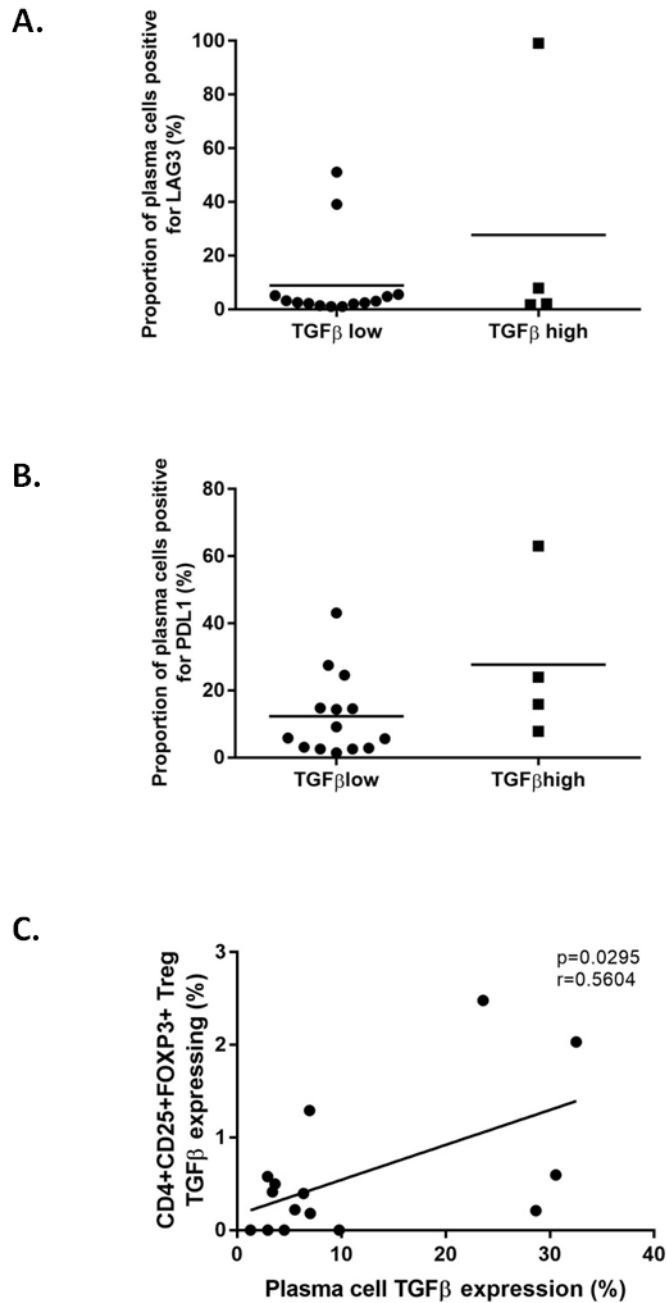 A.
Proportion of plasma cells positive
for LAG3 (%)
100
80
60
40
20
0
TGFβ low
TGFβ high
B.
Proportion of plasma cells positive
for PDL1 (%)
80
60
40
20
0
TGFβlow
TGFβhigh
C.
CD4+CD25+FOXP3+ Treg
TGFβ expressing (%)
3
2
1
0
p=0.0295
r=0.5604
0
10
20
30
40
Plasma cell TGFβ expression (%)